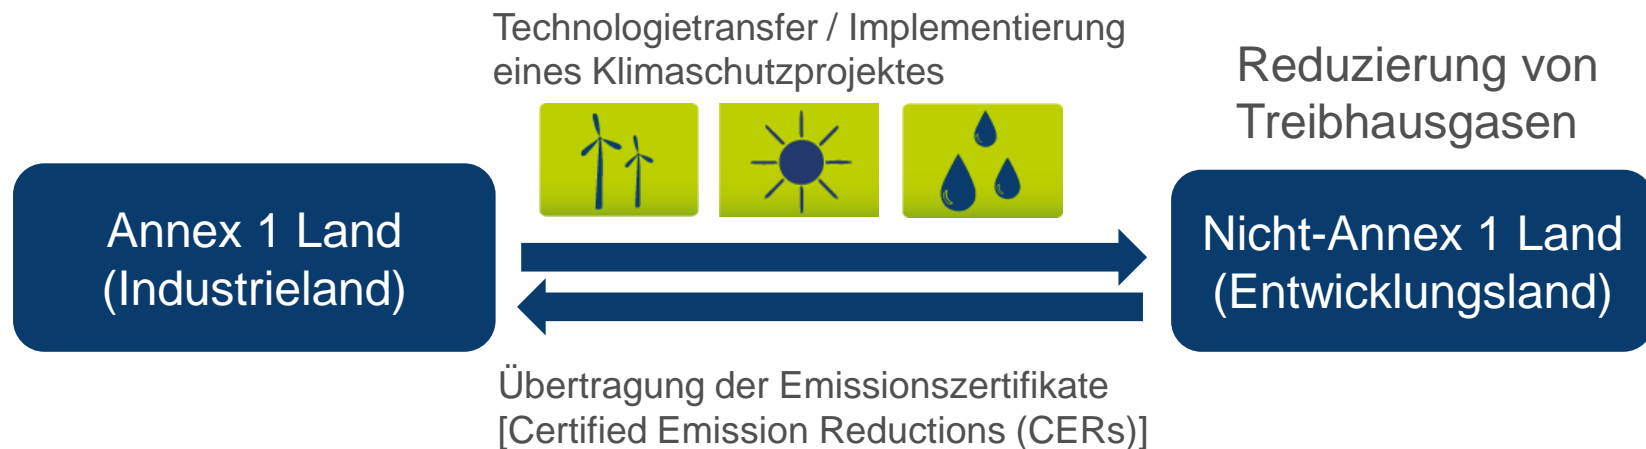 Technologietransfer / Implementierung
eines Klimaschutzprojektes
Reduzierung von
Treibhausgasen
Annex 1 Land
(Industrieland)
Nicht-Annex 1 Land
(Entwicklungsland)
Übertragung der Emissionszertifikate
[Certified Emission Reductions (CERs)]